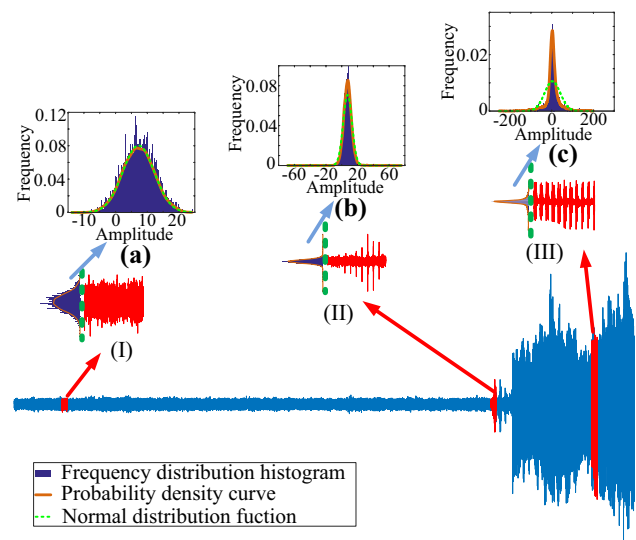 0.12
0.08
0.04
0
Frequency
-10 0 10 20
Amplitude
(a)
0.08
0.04
0
Frequency
-60 -20 20 60
Amplitude
(b)
0.02
0
Frequency
-200 0 200
Amplitude
(c)
(I)
(II)
(III)
Frequency distribution histogram
Probability density curve
Normal distribution fuction